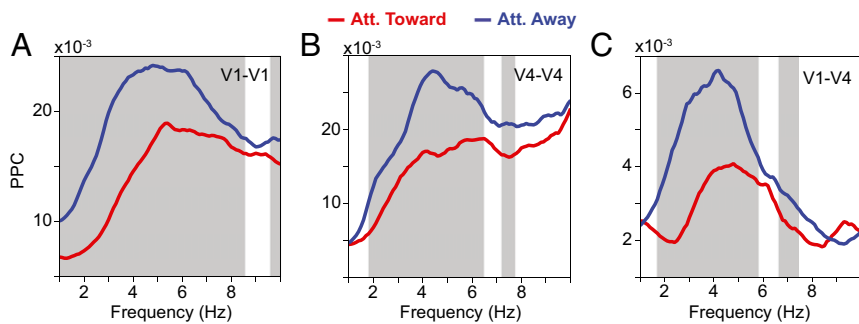 Att. Toward Att. Away
A x10-3 V1-V1
B x10-3 V4-V4
C x10-3 V1-V4
PPC
20
10
20
10
6
4
2
2 4 6 8
2 4 6 8
2 4 6 8
Frequency (Hz) Frequency (Hz) Frequency (Hz)